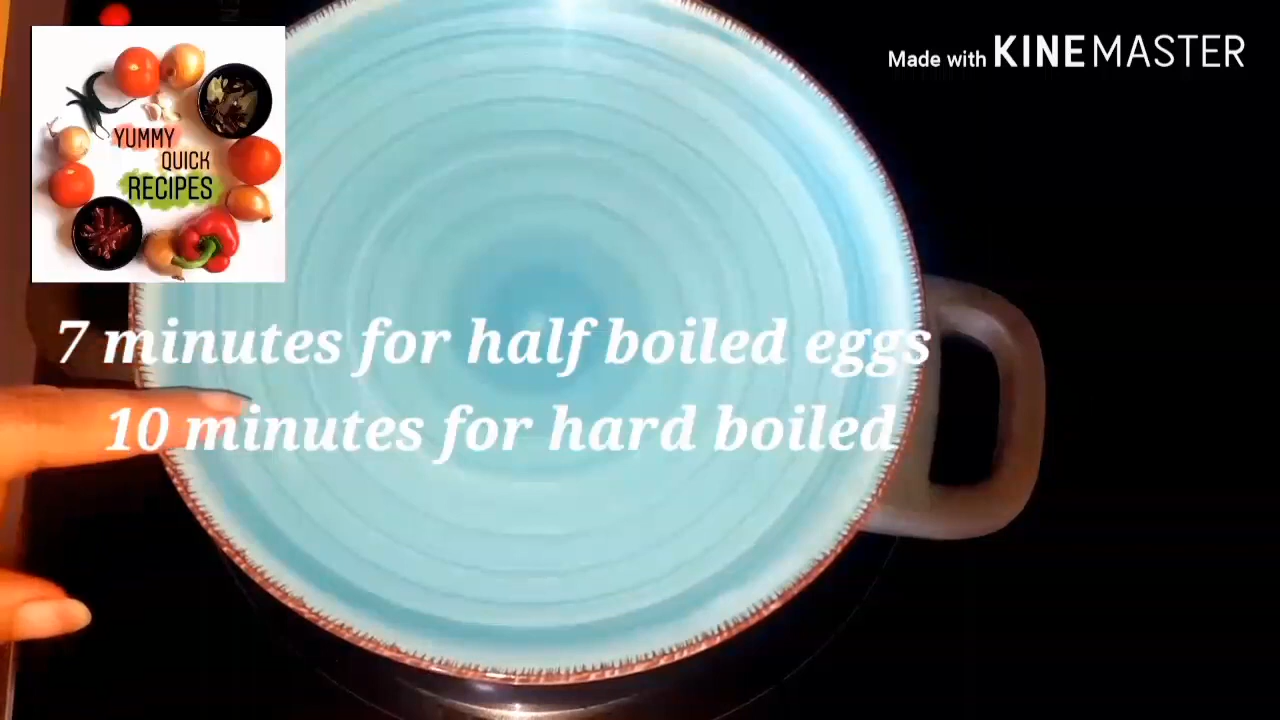 YUMMY
QUICK
RECIPES
Made with KINEMASTER
7 minutes for half boiled eggs
10 minutes for hard boiled